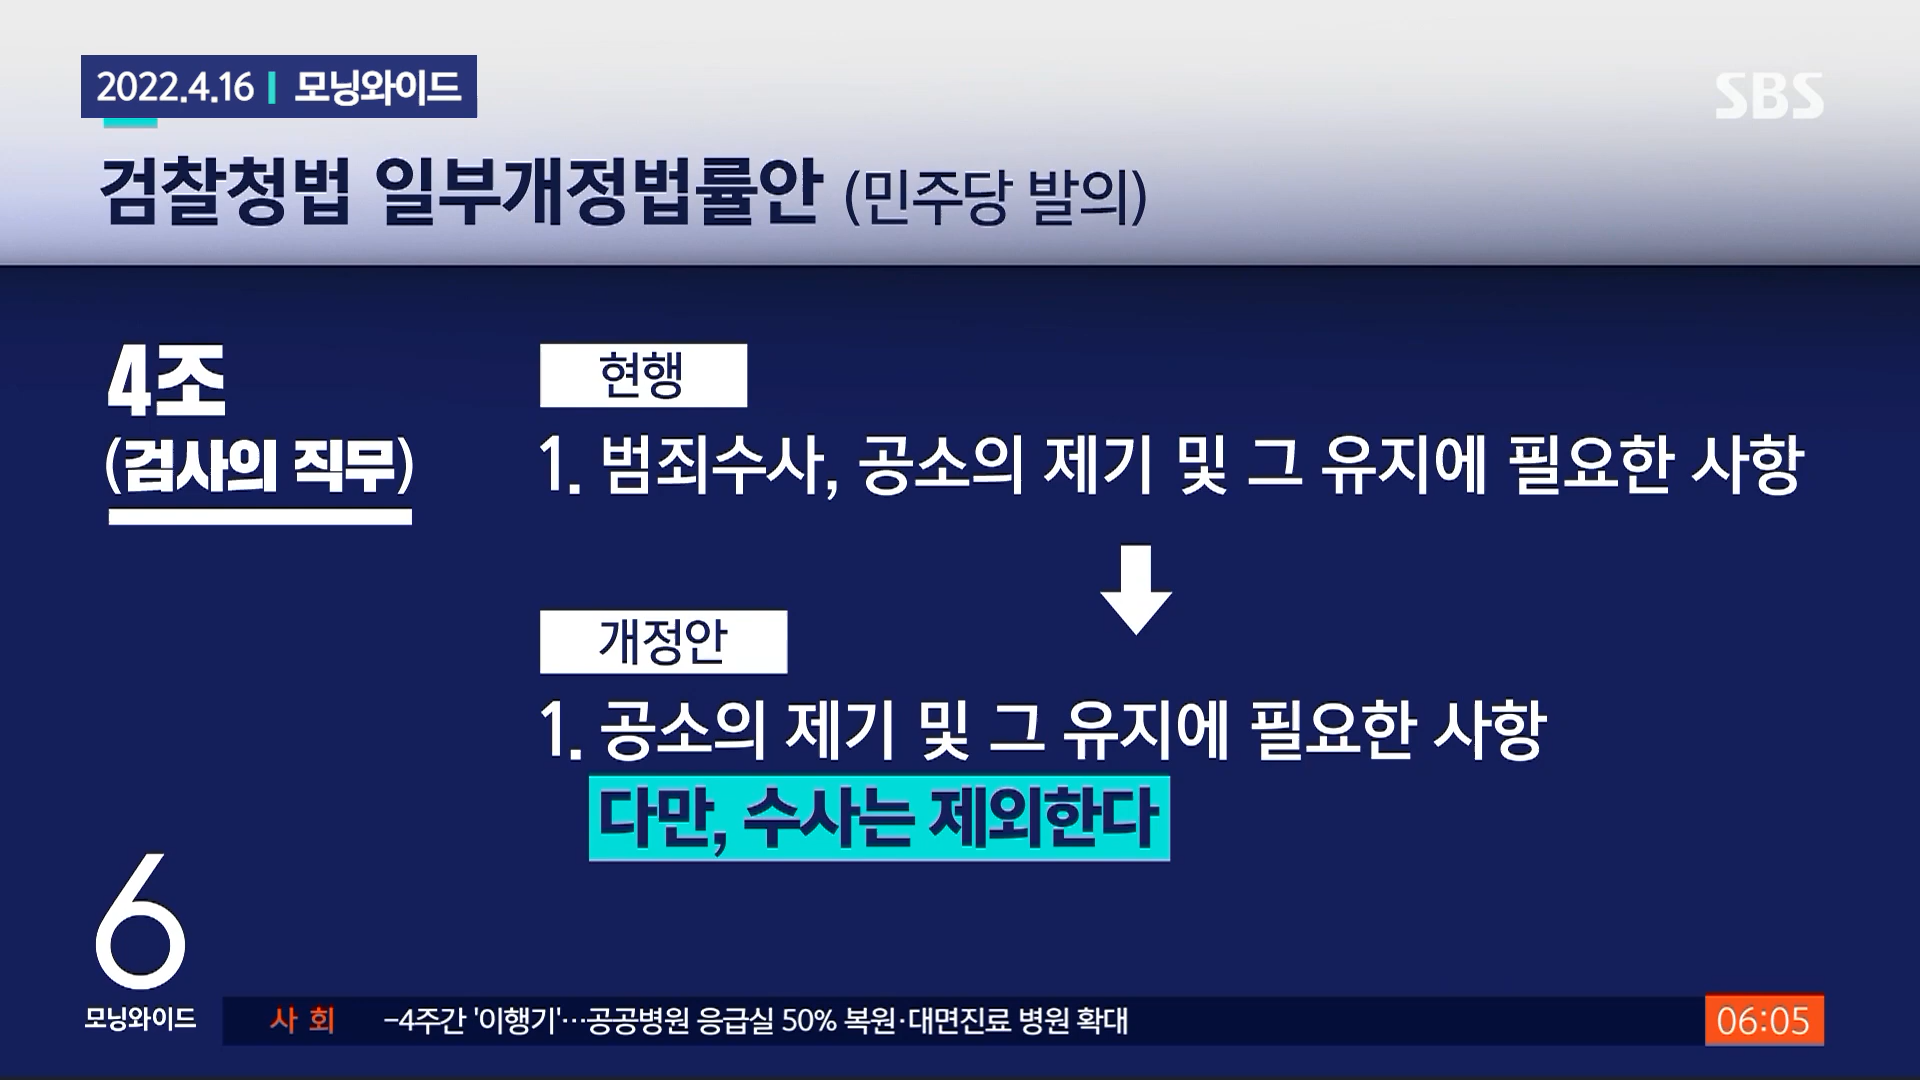 2022.4.16 | 모닝와이드
SBS
검찰청법 일부개정법률안 (민주당 발의)
4조
(검사의 직무)
현행
1. 범죄수사, 공소의 제기 및 그 유지에 필요한 사항
개정안
1. 공소의 제기 및 그 유지에 필요한 사항
다만, 수사는 제외한다
6
모닝와이드
사 회 -4주간 '이행기'…공공병원 응급실 50% 복원·대면진료 병원 확대 06:05